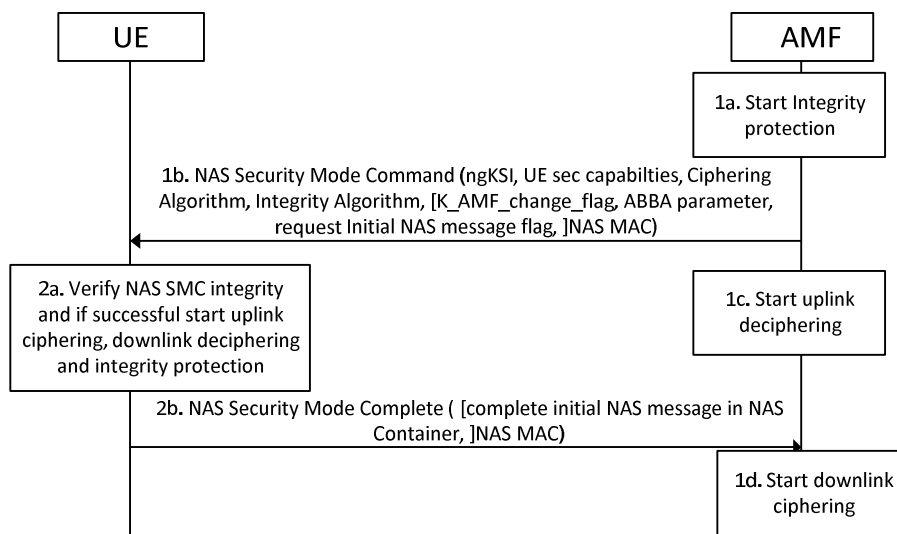 UE
AMF
1a. Start Integrity
protection
1b. NAS Security Mode Command (ngKSI, UE sec capabilties, Ciphering
Algorithm, Integrity Algorithm, [K_AMF_change_flag, ABBA parameter,
request Initial NAS message flag, ]NAS MAC)
2a. Verify NAS SMC integrity
and if successful start uplink
ciphering, downlink deciphering
and integrity protection
1c. Start uplink
deciphering
2b. NAS Security Mode Complete ( [complete initial NAS message in NAS
Container, ]NAS MAC)
1d. Start downlink
ciphering